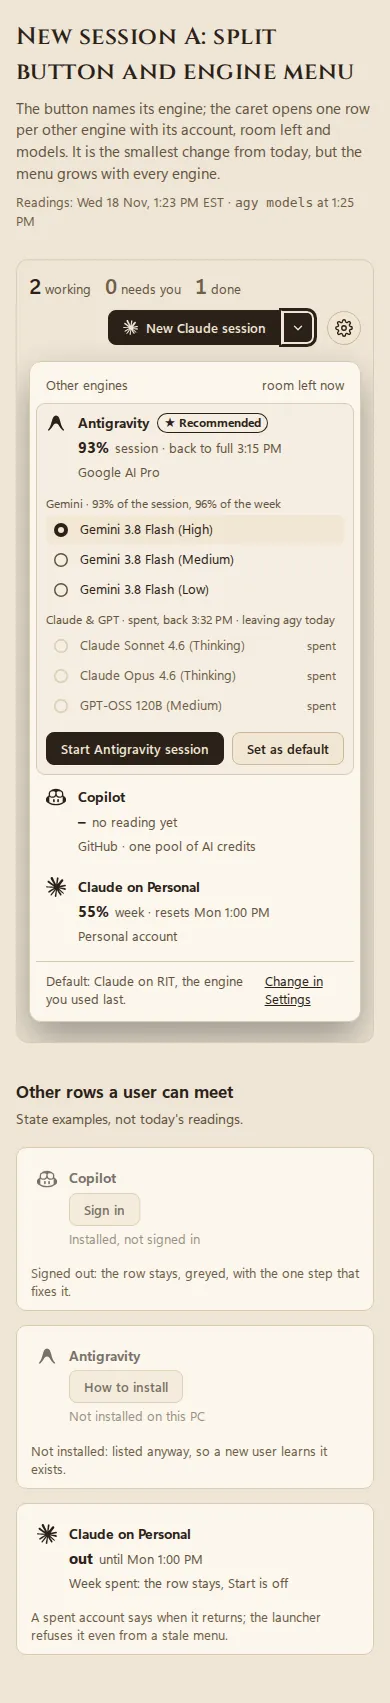 New session A: split
button and engine menu
The button names its engine; the caret opens one row
per other engine with its account, room left and
models. It is the smallest change from today, but the
menu grows with every engine.
Readings: Wed 18 Nov, 1:23 PM EST · agy models at 1:25
PM
2 working 0 needs you 1 done
New Claude session
Other engines room left now
Antigravity ★ Recommended
93% session · back to full 3:15 PM
Google AI Pro
Gemini · 93% of the session, 96% of the week
Gemini 3.8 Flash (High)
Gemini 3.8 Flash (Medium)
Gemini 3.8 Flash (Low)
Claude & GPT · spent, back 3:32 PM · leaving agy today
Claude Sonnet 4.6 (Thinking) spent
Claude Opus 4.6 (Thinking) spent
GPT-OSS 120B (Medium) spent
Start Antigravity session Set as default
Copilot
– no reading yet
GitHub · one pool of AI credits
Claude on Personal
55% week · resets Mon 1:00 PM
Personal account
Default: Claude on RIT, the engine Change in
you used last. Settings
Other rows a user can meet
State examples, not today's readings.
Copilot
Sign in
Installed, not signed in
Signed out: the row stays, greyed, with the one step that
fixes it.
Antigravity
How to install
Not installed on this PC
Not installed: listed anyway, so a new user learns it
exists.
Claude on Personal
out until Mon 1:00 PM
Week spent: the row stays, Start is off
A spent account says when it returns; the launcher
refuses it even from a stale menu.